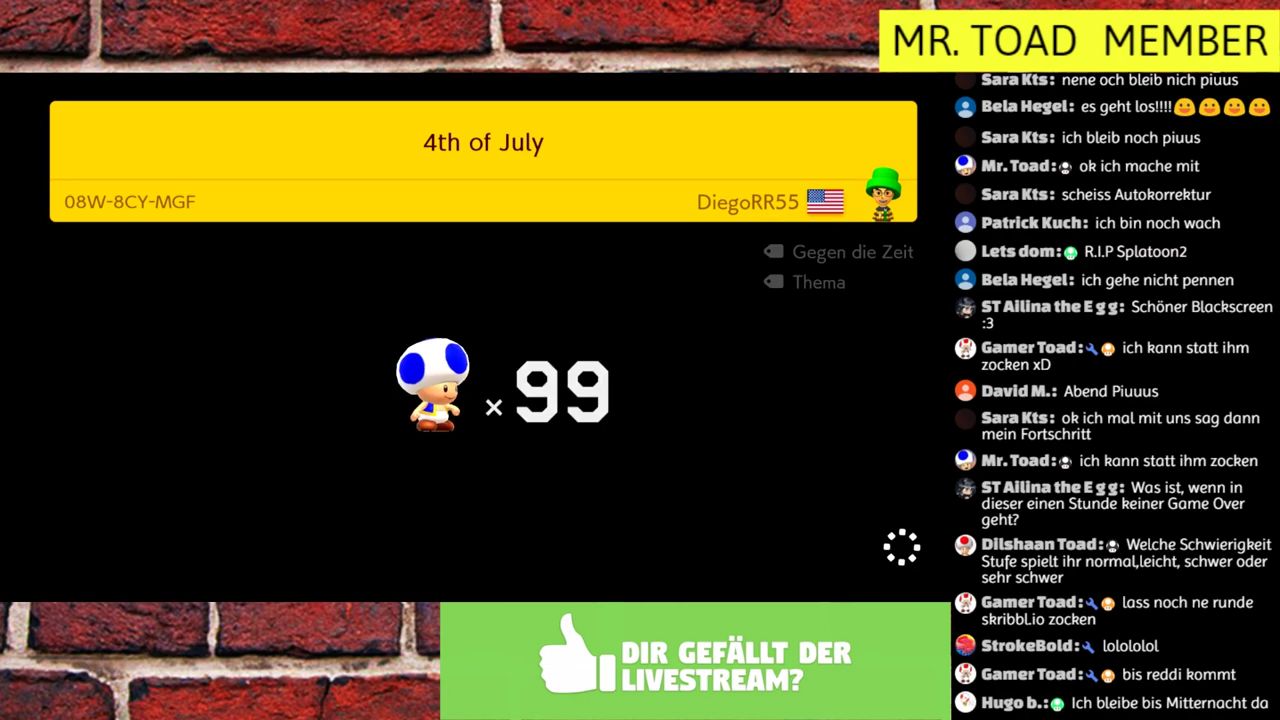 MR. TOAD MEMBER
4th of July
08W-8CY-MGF
DiegoRR55
Gegen die Zeit
Thema
× 99
DIR GEFÄLLT DER
LIVESTREAM?
Sara Kts: nene och bleib nich piuus
Bela Hegel: es geht los!!!!
Sara Kts: ich bleib noch piuus
Mr. Toad: ok ich mache mit
Sara Kts: scheiss Autokorrektur
Patrick Kuch: ich bin noch wach
Lets dom: R.I.P Splatoon2
Bela Hegel: ich gehe nicht pennen
ST Ailina the E g g: Schöner Blackscreen
:3
Gamer Toad: ich kann statt ihm
zocken xD
David M.: Abend Piuuus
Sara Kts: ok ich mal mit uns sag dann
mein Fortschritt
Mr. Toad: ich kann statt ihm zocken
ST Ailina the E g g: Was ist, wenn in
dieser einen Stunde keiner Game Over
geht?
Dilshaan Toad: Welche Schwierigkeit
Stufe spielt ihr normal,leicht, schwer oder
sehr schwer
Gamer Toad: lass noch ne runde
skribbl.io zocken
StrokeBold: lolololol
Gamer Toad: bis reddi kommt
Hugo b.: Ich bleibe bis Mitternacht da